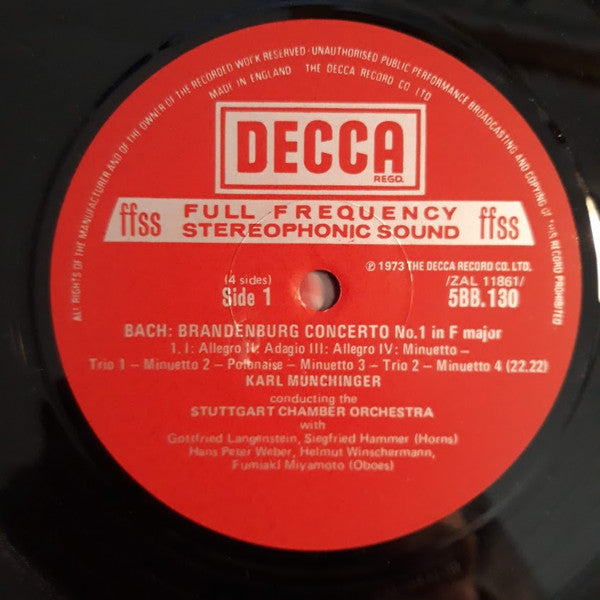 ALL RIGHTS OF THE MANUFACTURER AND OF THE OWNER OF THE RECORDED WORK RESERVED · UNAUTHORISED PUBLIC PERFORMANCE BROADCASTING AND COPYING OF THIS RECORD PROHIBITED
MADE IN ENGLAND THE DECCA RECORD CO LTD
DECCA
REGD.
ffss FULL FREQUENCY STEREOPHONIC SOUND ffss
℗ 1973 THE DECCA RECORD CO. LTD.
(4 sides) /ZAL 11861/
Side 1 5BB.130
BACH: BRANDENBURG CONCERTO No.1 in F major
1. I: Allegro II: Adagio III: Allegro IV: Minuetto –
Trio 1 – Minuetto 2 – Polonaise – Minuetto 3 – Trio 2 – Minuetto 4 (22.22)
KARL MÜNCHINGER
conducting the
STUTTGART CHAMBER ORCHESTRA
with
Gottfried Langenstein, Siegfried Hammer (Horns)
Hans Peter Weber, Helmut Winschermann,
Fumiaki Miyamoto (Oboes)